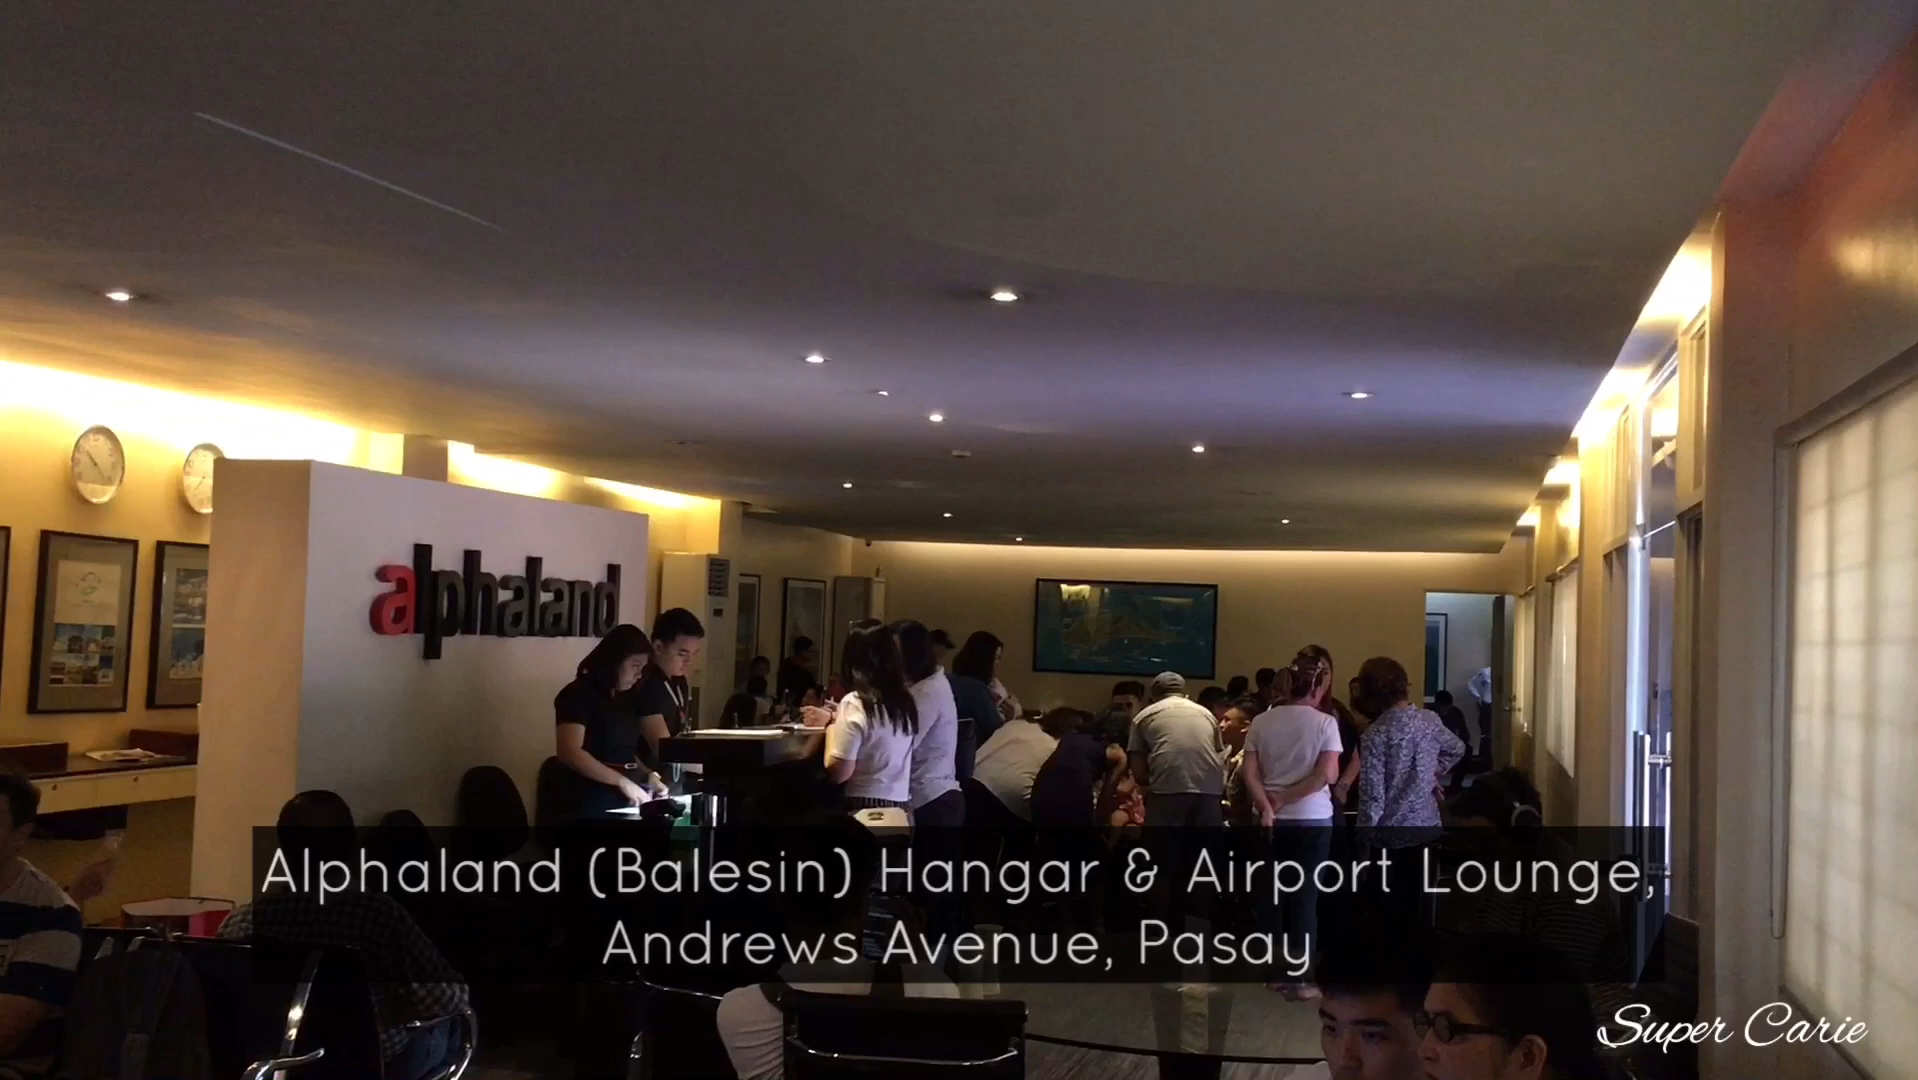 alphaland
Alphaland (Balesin) Hangar & Airport Lounge,
Andrews Avenue, Pasay
Super Carie